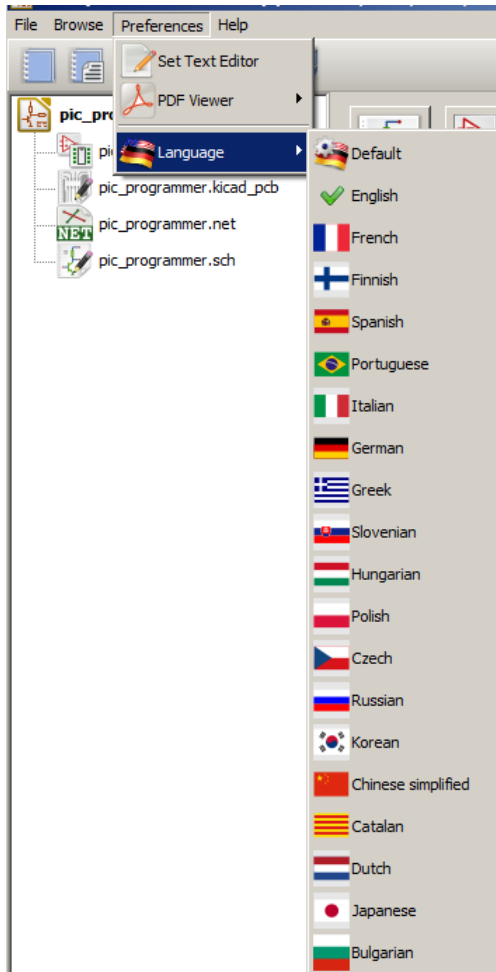 File Browse Preferences Help
Set Text Editor
PDF Viewer
Language
pic_pro
pi
pic_programmer.kicad_pcb
NET
pic_programmer.net
pic_programmer.sch
Default
English
French
Finnish
Spanish
Portuguese
Italian
German
Greek
Slovenian
Hungarian
Polish
Czech
Russian
Korean
Chinese simplified
Catalan
Dutch
Japanese
Bulgarian